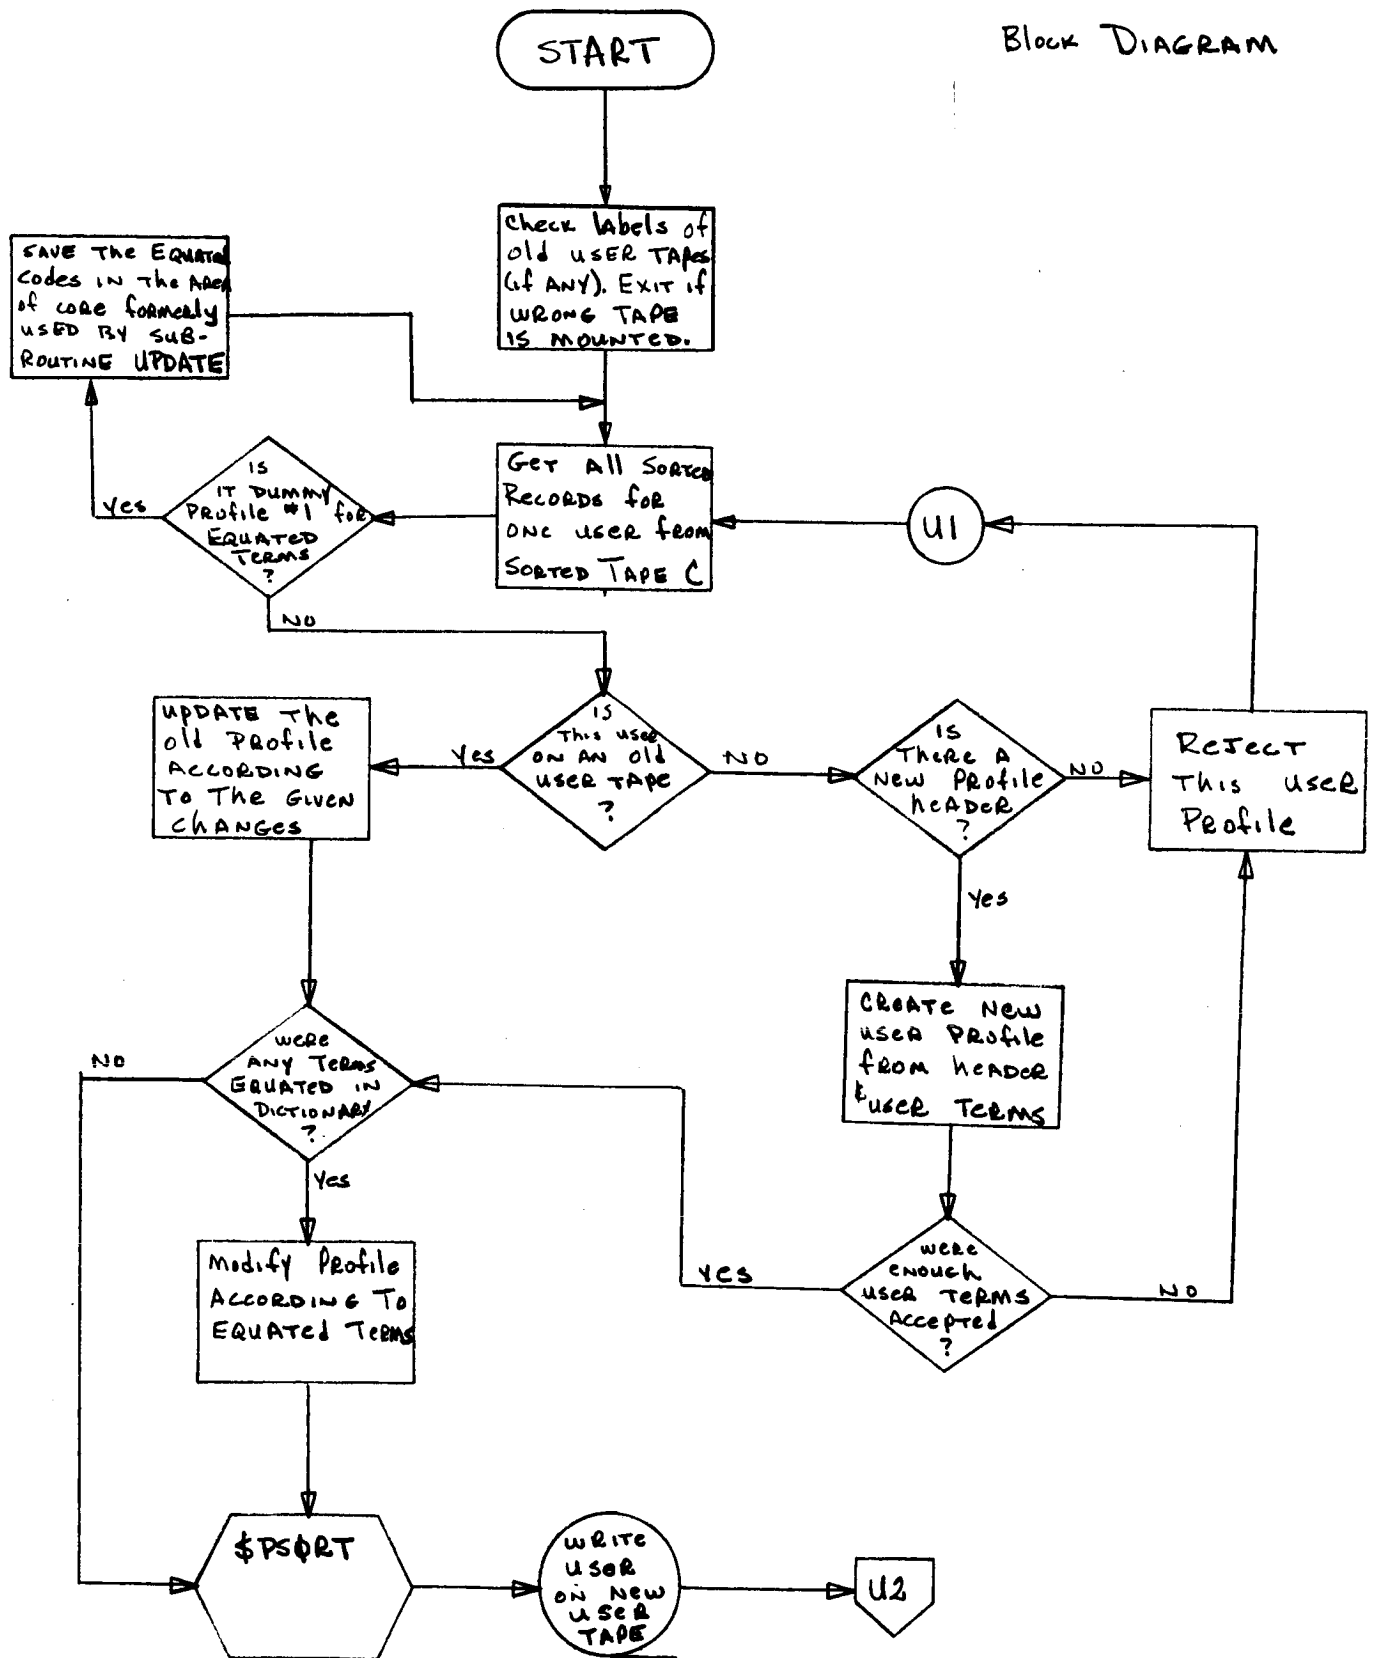 Block DIAGRAM
START
Check labels of
old user TAPes
(if ANY). Exit if
WRONG TAPE
is mounted.
SAVE The Equated
Codes in the Area
of core formerly
used by sub-
routine UPDATE
Is
it Dummy
Profile #1 for
Equated
Terms
?
Yes
No
Get All Sorted
Records for
one user from
Sorted Tape C
U1
UPDATE The
old Profile
According
To The Given
Changes
Yes
Is
This user
on an old
user tape
?
No
Is
There A
New Profile
header
?
No
Yes
Reject
This user
Profile
Create New
user Profile
from header
& user Terms
No
Were
Any Terms
Equated in
Dictionary
?
Yes
Modify Profile
According To
Equated Terms
Yes
Were
enough
user terms
Accepted
?
No
$PSØRT
Write
user
on new
user
tape
U2